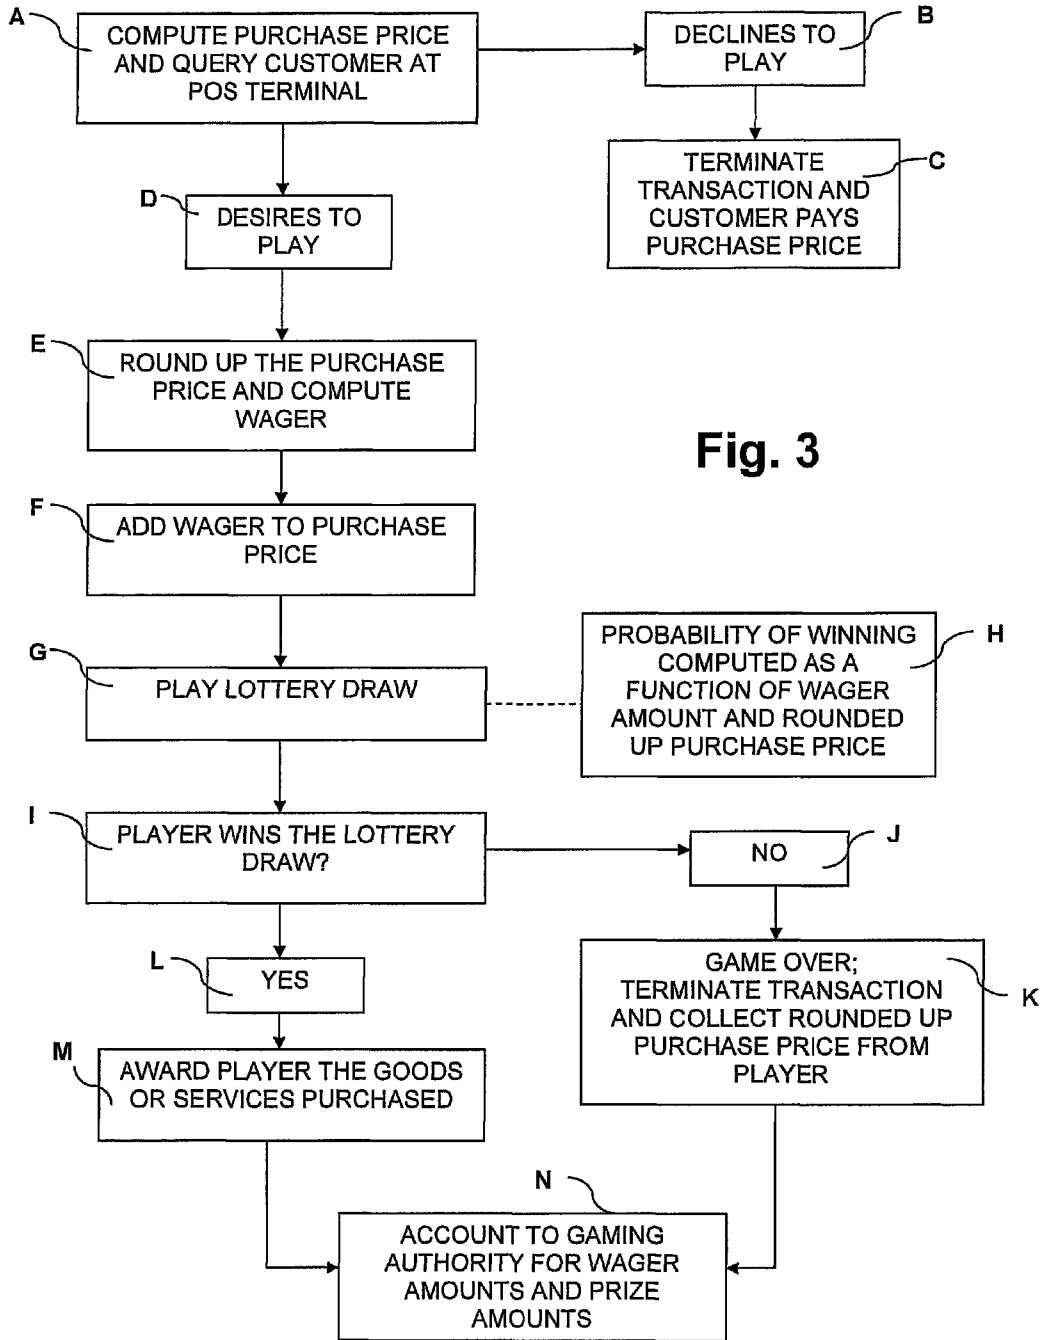 A
COMPUTE PURCHASE PRICE
AND QUERY CUSTOMER AT
POS TERMINAL
B
DECLINES TO
PLAY
C
TERMINATE
TRANSACTION AND
CUSTOMER PAYS
PURCHASE PRICE
D
DESIRES TO
PLAY
E
ROUND UP THE PURCHASE
PRICE AND COMPUTE
WAGER
Fig. 3
F
ADD WAGER TO PURCHASE
PRICE
G
PLAY LOTTERY DRAW
H
PROBABILITY OF WINNING
COMPUTED AS A
FUNCTION OF WAGER
AMOUNT AND ROUNDED
UP PURCHASE PRICE
I
PLAYER WINS THE LOTTERY
DRAW?
J
NO
L
YES
K
GAME OVER;
TERMINATE TRANSACTION
AND COLLECT ROUNDED UP
PURCHASE PRICE FROM
PLAYER
M
AWARD PLAYER THE GOODS
OR SERVICES PURCHASED
N
ACCOUNT TO GAMING
AUTHORITY FOR WAGER
AMOUNTS AND PRIZE
AMOUNTS